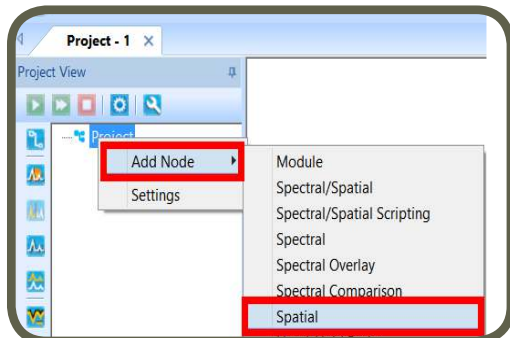 Project - 1 ×
Project View
Project
Add Node
Settings
Module
Spectral/Spatial
Spectral/Spatial Scripting
Spectral
Spectral Overlay
Spectral Comparison
Spatial